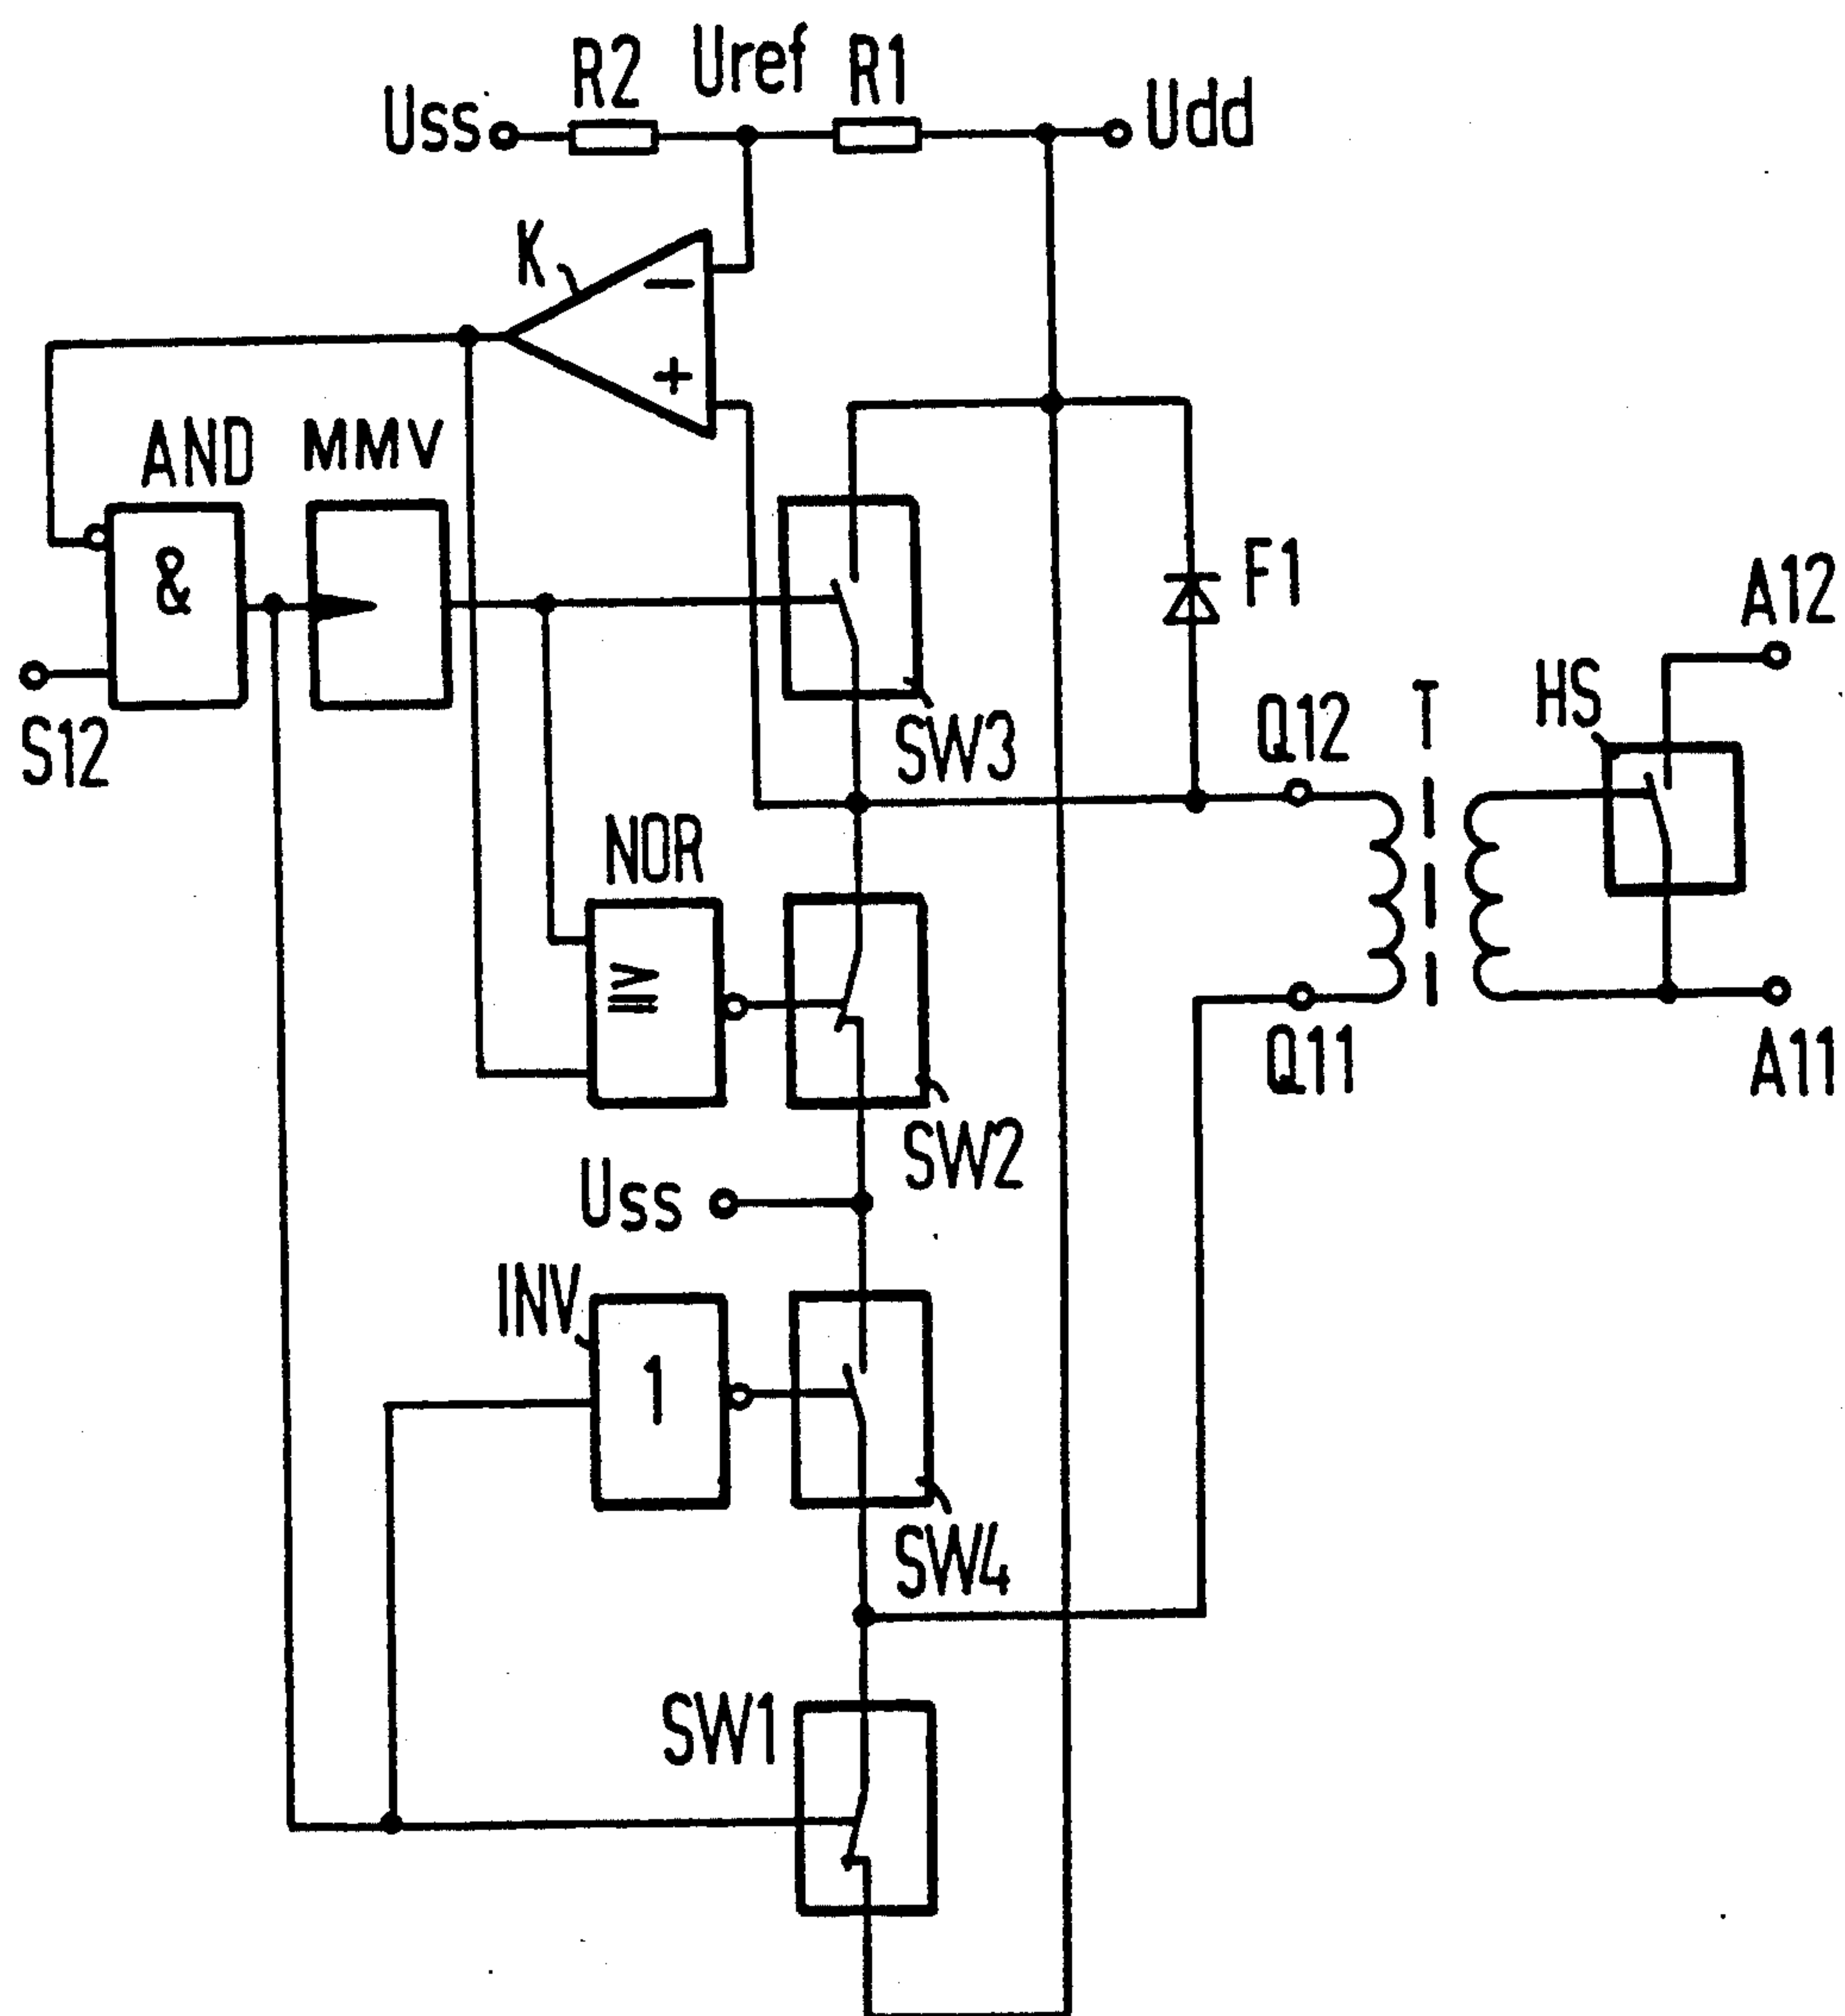 R2 Uref R1
Uss Udd
K
−
+
AND MMV
&
F1
A12
S12
SW3
Q12 T HS
NOR
≥
Q11
A11
SW2
Uss
INV
1
SW4
SW1